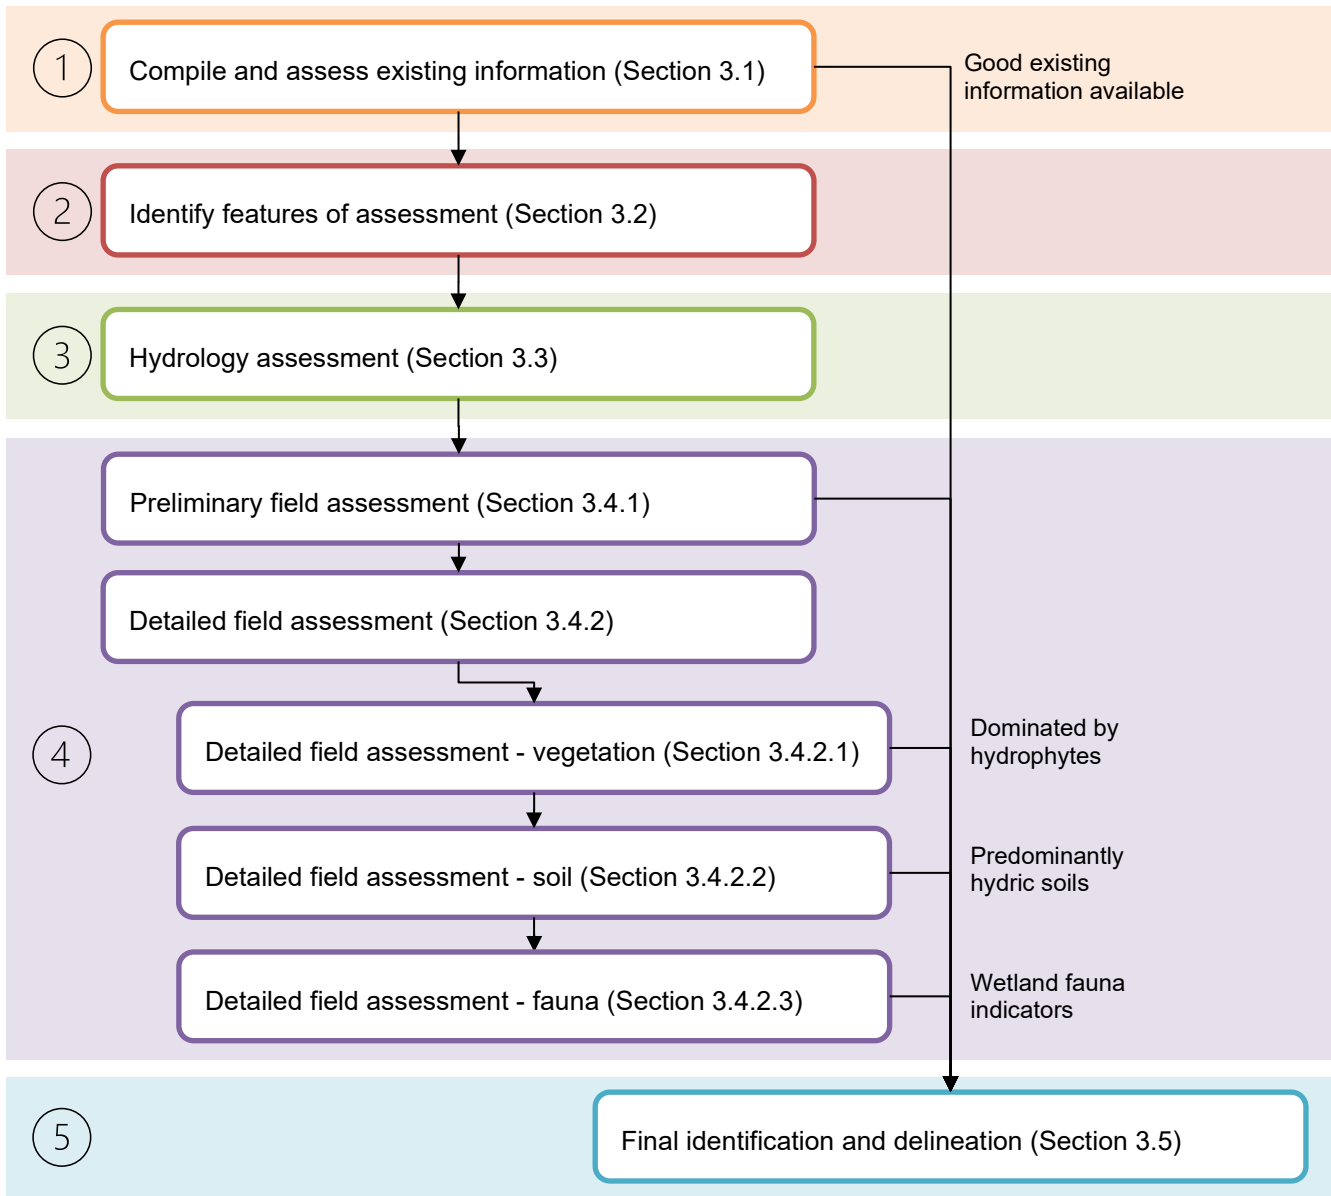 1
Compile and assess existing information (Section 3.1)
Good existing
information available
2
Identify features of assessment (Section 3.2)
3
Hydrology assessment (Section 3.3)
Preliminary field assessment (Section 3.4.1)
Detailed field assessment (Section 3.4.2)
4
Detailed field assessment - vegetation (Section 3.4.2.1)
Dominated by
hydrophytes
Detailed field assessment - soil (Section 3.4.2.2)
Predominantly
hydric soils
Detailed field assessment - fauna (Section 3.4.2.3)
Wetland fauna
indicators
5
Final identification and delineation (Section 3.5)